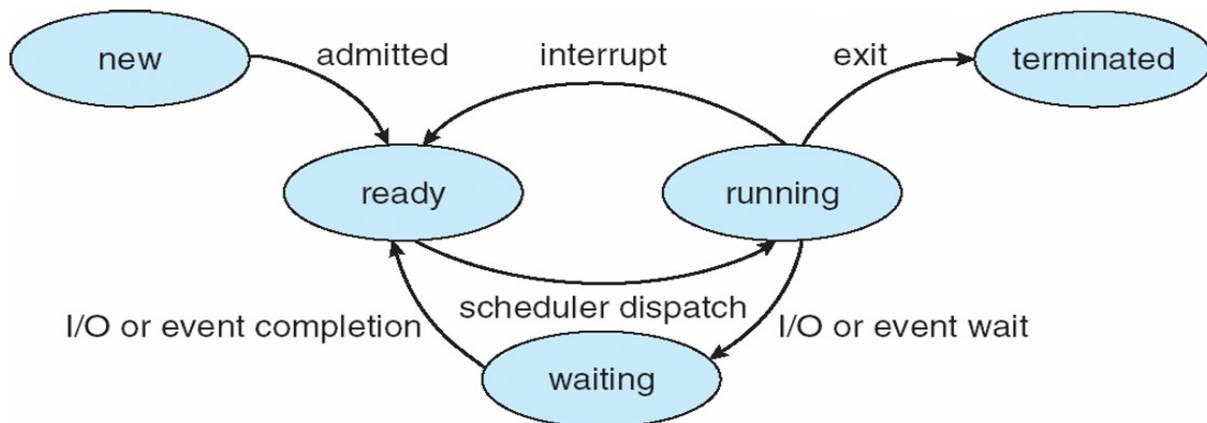 new
admitted
interrupt
exit
terminated
ready
running
I/O or event completion
scheduler dispatch
I/O or event wait
waiting